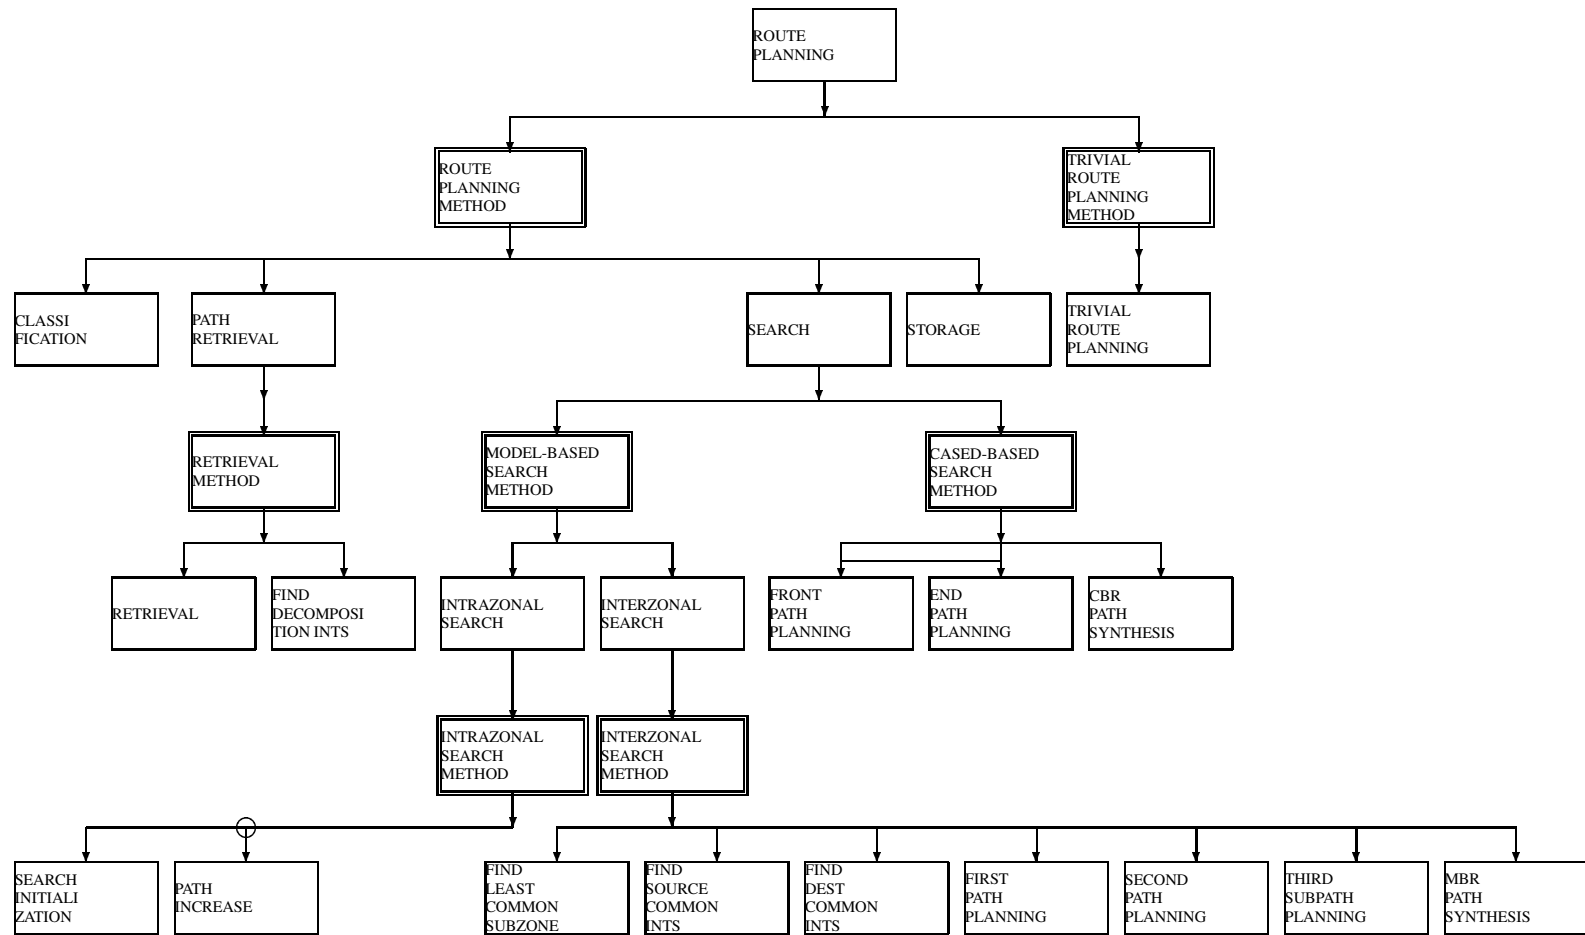 ROUTE
PLANNING
ROUTE
PLANNING
METHOD
TRIVIAL
ROUTE
PLANNING
METHOD
CLASSI
FICATION
PATH
RETRIEVAL
SEARCH
STORAGE
TRIVIAL
ROUTE
PLANNING
RETRIEVAL
METHOD
MODEL-BASED
SEARCH
METHOD
CASED-BASED
SEARCH
METHOD
RETRIEVAL
FIND
DECOMPOSI
TION INTS
INTRAZONAL
SEARCH
INTERZONAL
SEARCH
FRONT
PATH
PLANNING
END
PATH
PLANNING
CBR
PATH
SYNTHESIS
INTRAZONAL
SEARCH
METHOD
INTERZONAL
SEARCH
METHOD
SEARCH
INITIALI
ZATION
PATH
INCREASE
FIND
LEAST
COMMON
SUBZONE
FIND
SOURCE
COMMON
INTS
FIND
DEST
COMMON
INTS
FIRST
PATH
PLANNING
SECOND
PATH
PLANNING
THIRD
SUBPATH
PLANNING
MBR
PATH
SYNTHESIS